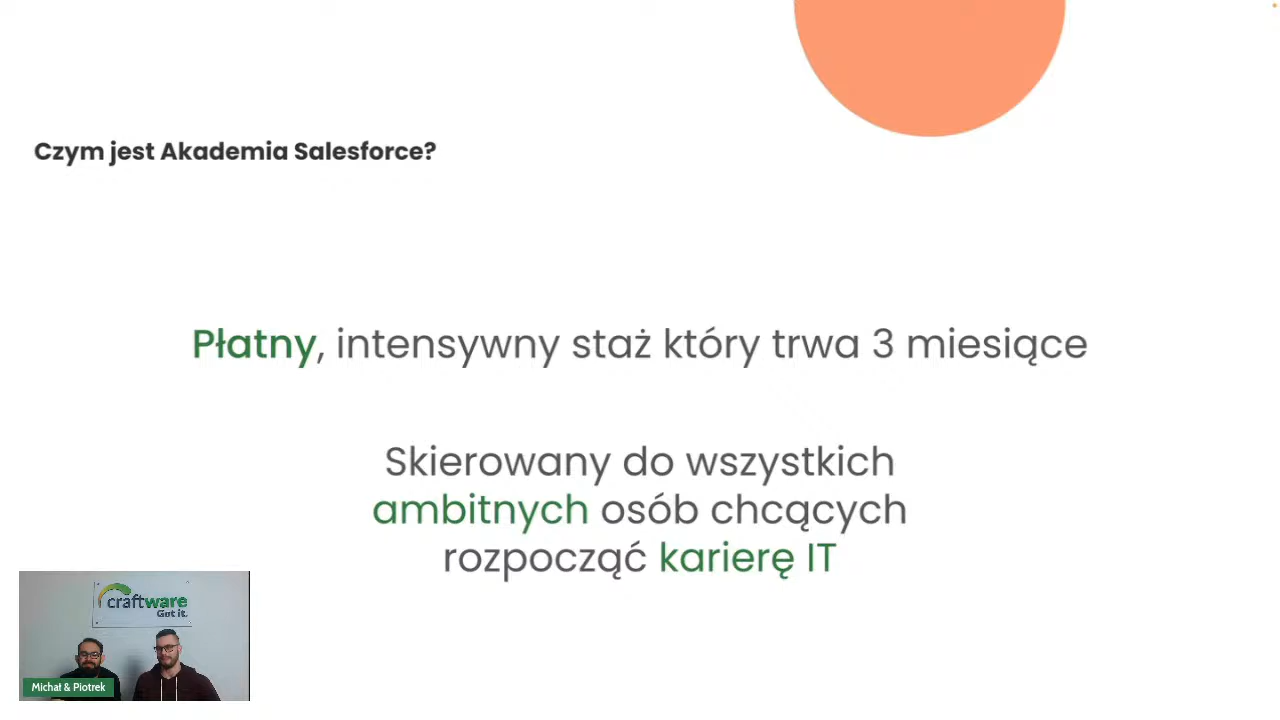 Czym jest Akademia Salesforce?
Płatny, intensywny staż który trwa 3 miesiące
Skierowany do wszystkich
ambitnych osób chcących
rozpocząć karierę IT
craftware
Get it.
Michał & Piotrek